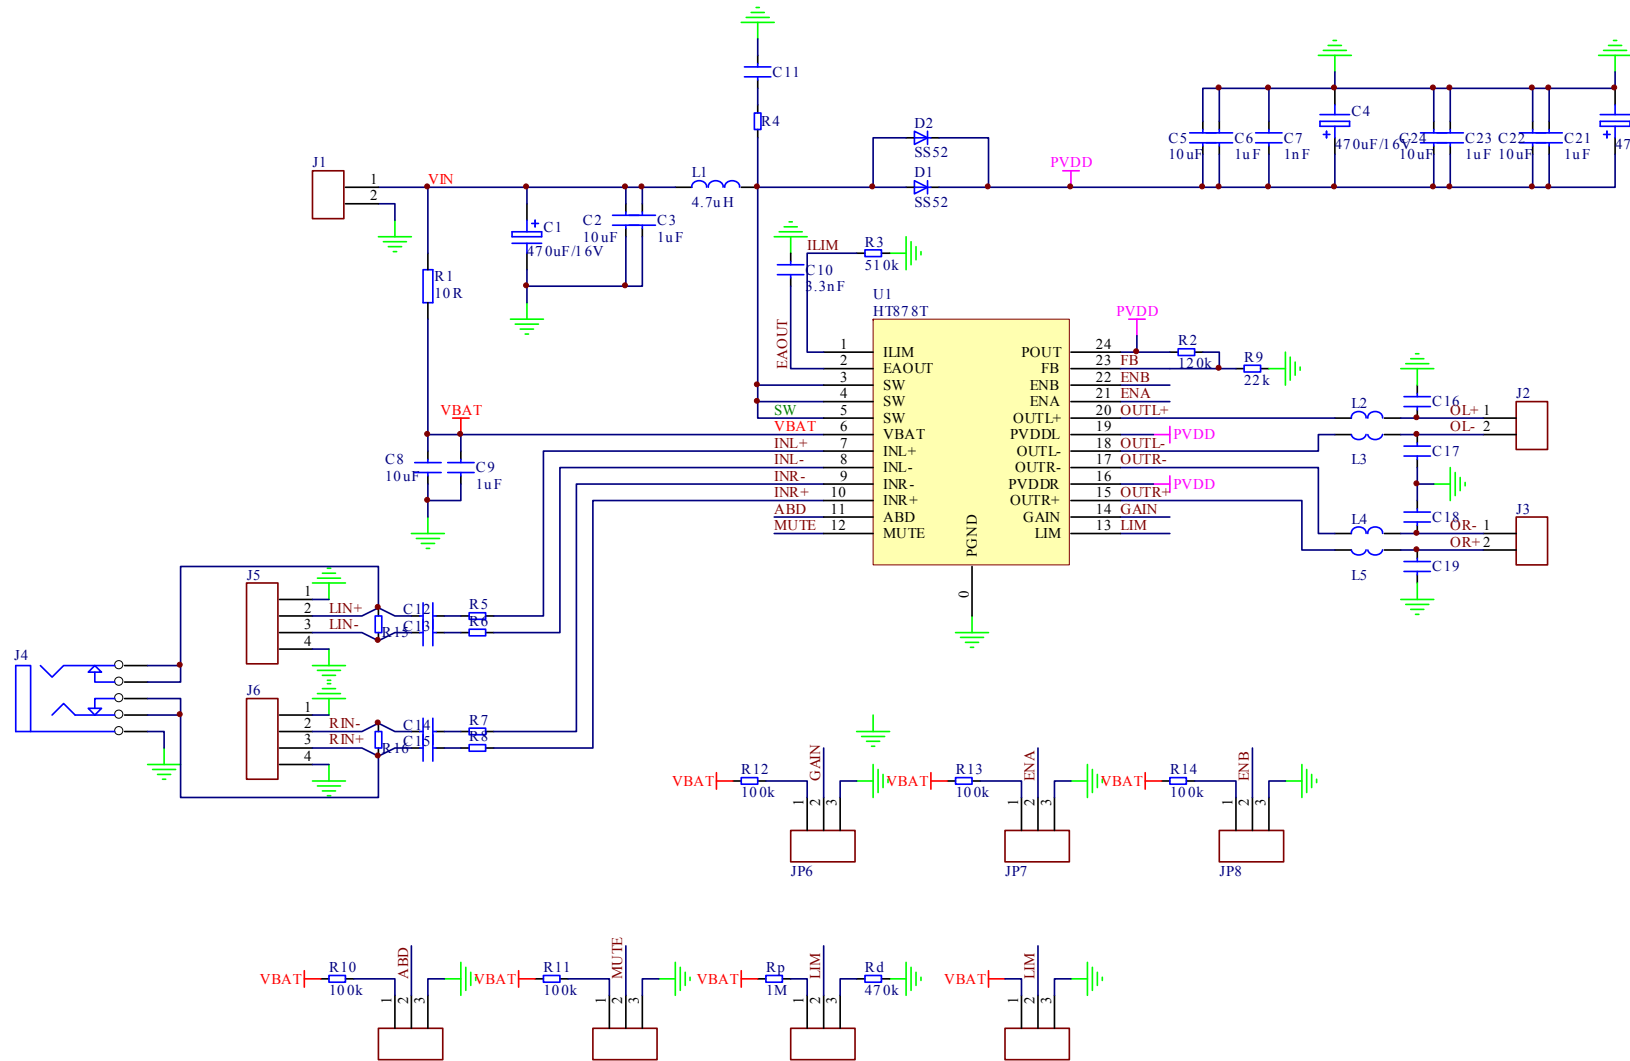 C11
R4
D2
SS52
D1
SS52
PVDD
C5
10uF
C6
1uF
C7
1nF
C4
470uF/16V
C24
10uF
C23
1uF
C22
10uF
C21
1uF
47
J1
1
2
VIN
L1
4.7uH
C1
470uF/16V
C2
10uF
C3
1uF
R1
10R
ILIM
R3
510k
C10
3.3nF
EAOUT
U1
HT878T
PVDD
R2
120k
R9
22k
1 ILIM
2 EAOUT
3 SW
4 SW
SW 5 SW
VBAT 6 VBAT
INL+ 7 INL+
INL- 8 INL-
INR- 9 INR-
INR+ 10 INR+
ABD 11 ABD
MUTE 12 MUTE
POUT 24
FB 23 FB
ENB 22 ENB
ENA 21 ENA
OUTL+ 20 OUTL+
PVDDL 19 PVDD
OUTL- 18 OUTL-
OUTR- 17 OUTR-
PVDDR 16 PVDD
OUTR+ 15 OUTR+
GAIN 14 GAIN
LIM 13 LIM
PGND
0
VBAT
C8
10uF
C9
1uF
L2
L3
L4
L5
C16
C17
C18
C19
J2
OL+ 1
OL- 2
J3
OR- 1
OR+ 2
J4
J5
1
2 LIN+
3 LIN-
4
R15
C12
C13
R5
R6
J6
1
2 RIN-
3 RIN+
4
R16
C14
C15
R7
R8
VBAT
R12
100k
GAIN
1 2 3
JP6
VBAT
R13
100k
ENA
1 2 3
JP7
VBAT
R14
100k
ENB
1 2 3
JP8
VBAT
R10
100k
ABD
1 2 3
VBAT
R11
100k
MUTE
1 2 3
VBAT
Rp
1M
LIM
Rd
470k
1 2 3
VBAT
LIM
1 2 3